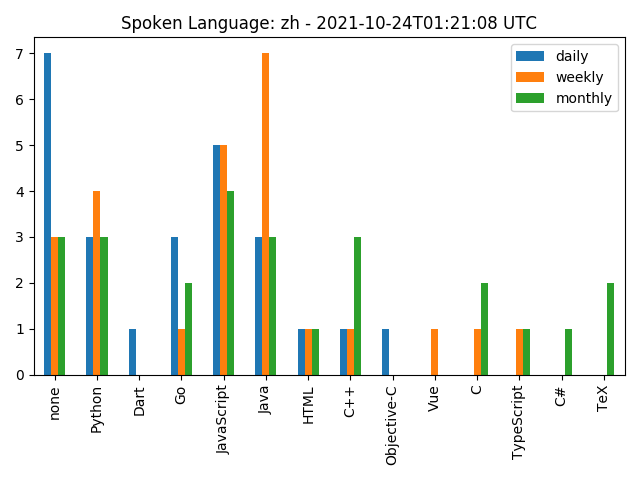 Spoken Language: zh - 2021-10-24T01:21:08 UTC
daily
weekly
monthly
7
6
5
4
3
2
1
0
none
Python
Dart
Go
JavaScript
Java
HTML
C++
Objective-C
Vue
C
TypeScript
C#
TeX